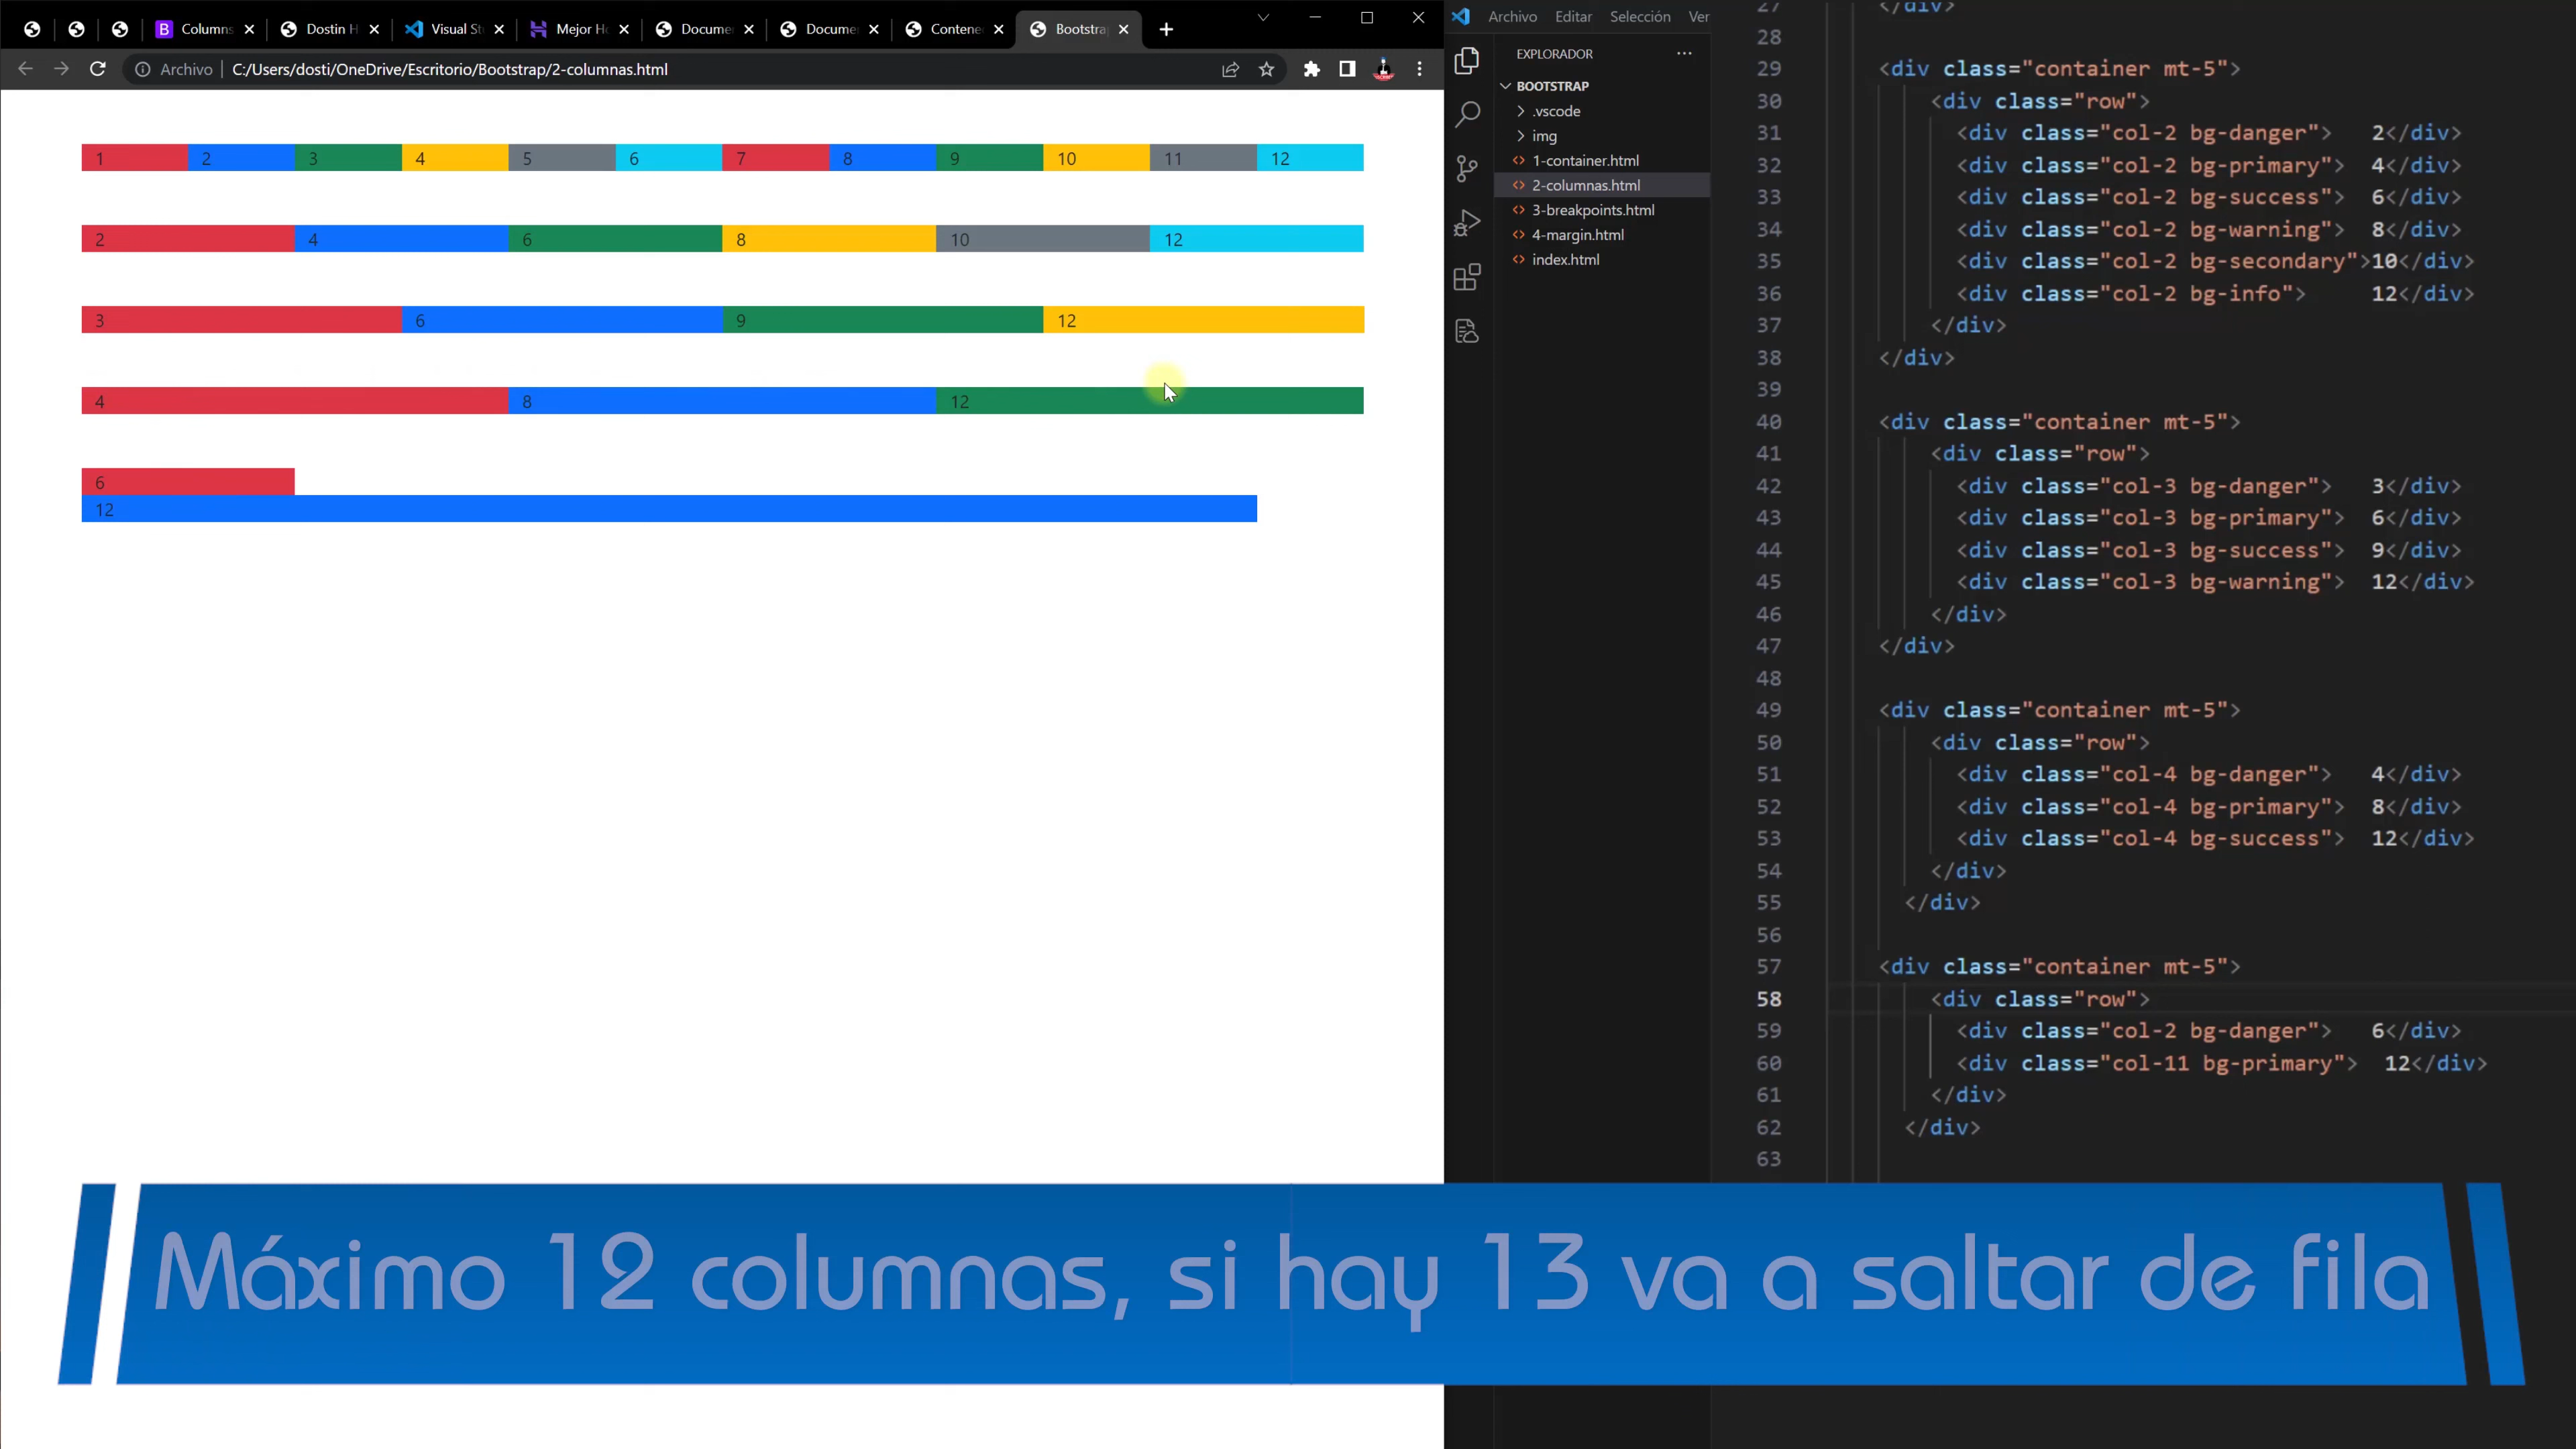 Columns
Dostin H
Visual St
Mejor Ho
Docume
Docume
Contene
Bootstra
Archivo
C:/Users/dosti/OneDrive/Escritorio/Bootstrap/2-columnas.html
1 2 3 4 5 6 7 8 9 10 11 12
2 4 6 8 10 12
3 6 9 12
4 8 12
6
12
Archivo Editar Selección Ver
EXPLORADOR
BOOTSTRAP
.vscode
img
1-container.html
2-columnas.html
3-breakpoints.html
4-margin.html
index.html
27 </div>
28
29 <div class="container mt-5">
30 <div class="row">
31 <div class="col-2 bg-danger"> 2</div>
32 <div class="col-2 bg-primary"> 4</div>
33 <div class="col-2 bg-success"> 6</div>
34 <div class="col-2 bg-warning"> 8</div>
35 <div class="col-2 bg-secondary">10</div>
36 <div class="col-2 bg-info"> 12</div>
37 </div>
38 </div>
39
40 <div class="container mt-5">
41 <div class="row">
42 <div class="col-3 bg-danger"> 3</div>
43 <div class="col-3 bg-primary"> 6</div>
44 <div class="col-3 bg-success"> 9</div>
45 <div class="col-3 bg-warning"> 12</div>
46 </div>
47 </div>
48
49 <div class="container mt-5">
50 <div class="row">
51 <div class="col-4 bg-danger"> 4</div>
52 <div class="col-4 bg-primary"> 8</div>
53 <div class="col-4 bg-success"> 12</div>
54 </div>
55 </div>
56
57 <div class="container mt-5">
58 <div class="row">
59 <div class="col-2 bg-danger"> 6</div>
60 <div class="col-11 bg-primary"> 12</div>
61 </div>
62 </div>
63
Máximo 12 columnas, si hay 13 va a saltar de fila